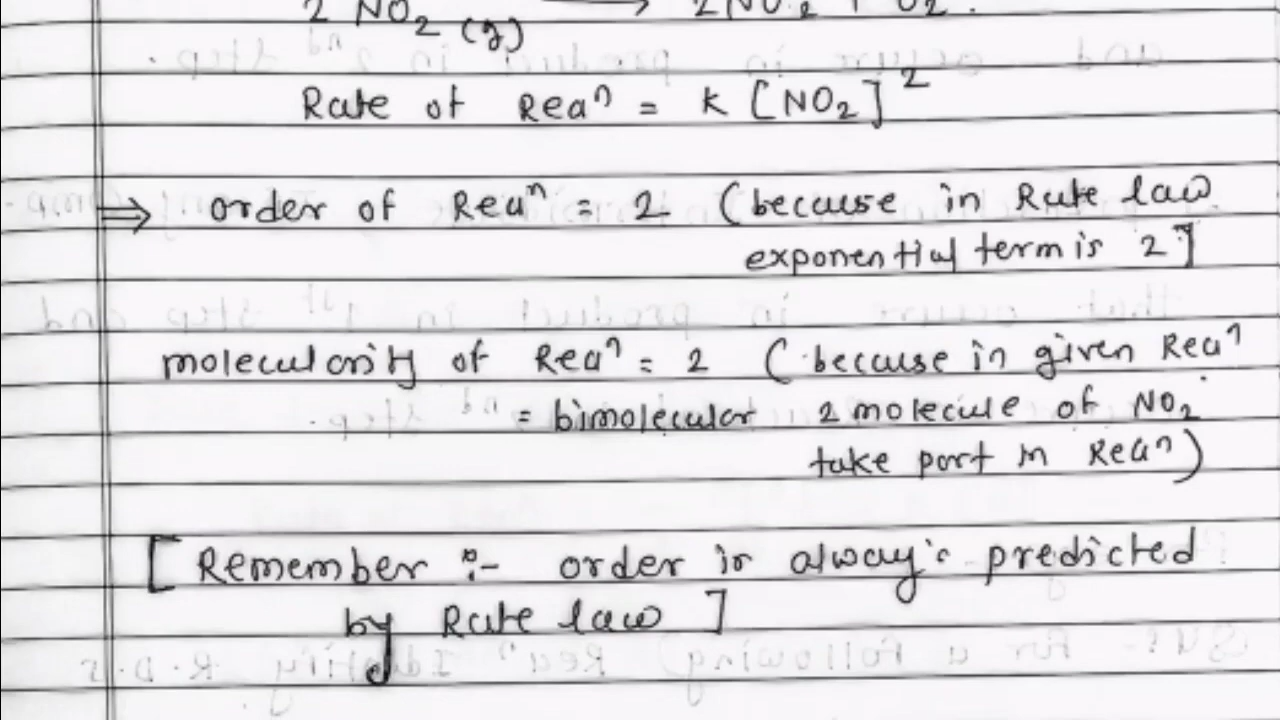 2 NO₂ (g) ⟶ 2NO₂ + O₂.
Rate of Reaⁿ = K [NO₂]²
⇒ order of Reaⁿ = 2 (because in Rate law
exponential term is 2]
molecularity of Reaⁿ = 2 (because in given Reaⁿ
= bimolecular 2 molecule of NO₂
take part in Reaⁿ)
[Remember :- order is always predicted
by Rate law]